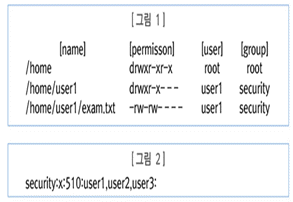 [그림 1]
[name] [permisson] [user] [group]
/home drwxr-xr-x root root
/home/user1 drwxr-x--- user1 security
/home/user1/exam.txt -rw-rw---- user1 security
[그림 2]
security:x:510:user1,user2,user3: